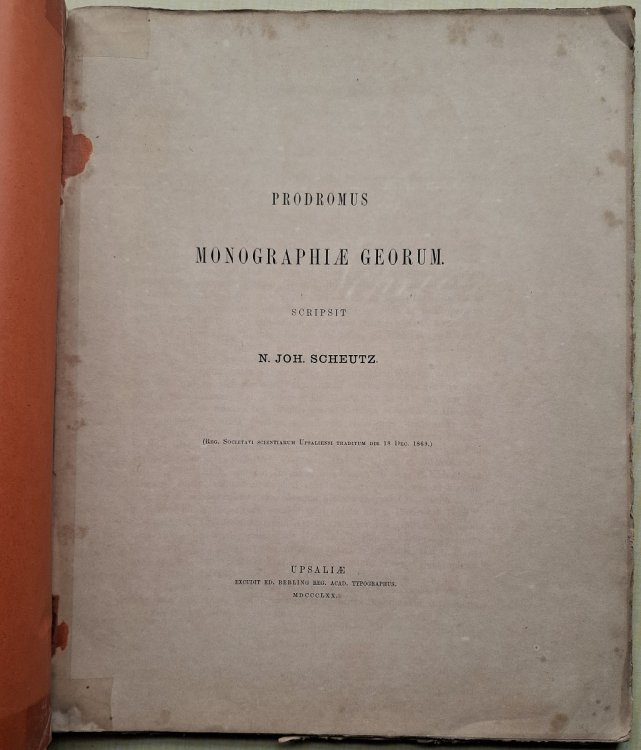 PRODROMUS
MONOGRAPHIÆ GEORUM.
SCRIPSIT
N. JOH. SCHEUTZ.
(Reg. Societati scientiarum Upsaliensi traditum die 18 Dec. 1869.)
UPSALIÆ
EXCUDIT ED. BERLING REG. ACAD. TYPOGRAPHUS.
MDCCCLXX.